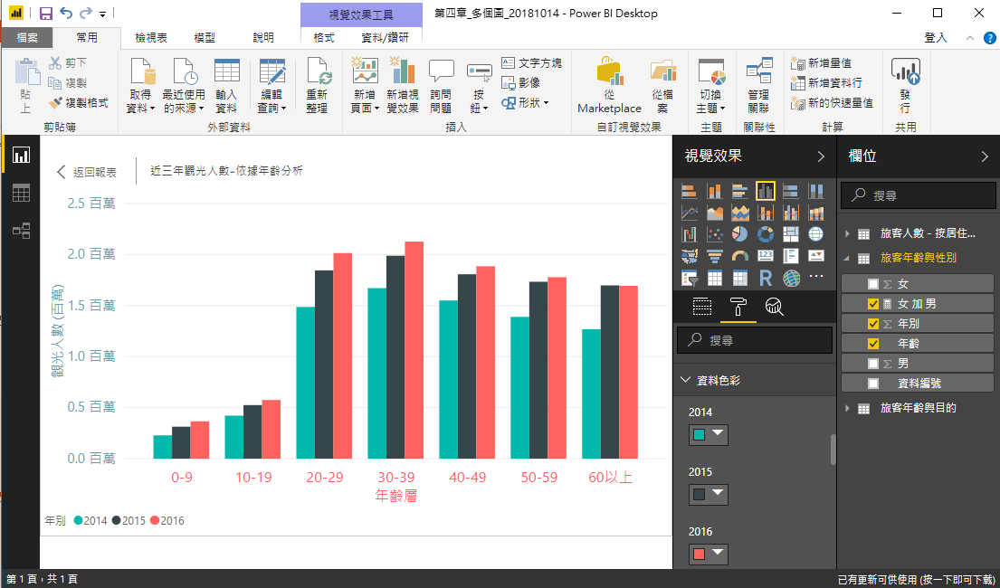 視覺效果工具
第四章_多個圖_20181014 - Power BI Desktop
檔案 常用 檢視表 模型 說明 格式 資料/鑽研 登入
貼上
剪下
複製
複製格式
剪貼簿
取得資料
最近使用的來源
輸入資料
編輯查詢
重新整理
外部資料
新增頁面
新增視覺效果
詢問問題
按鈕
文字方塊
影像
形狀
插入
從 Marketplace
從檔案
自訂視覺效果
切換主題
主題
管理關聯
關聯性
新增量值
新增資料行
新的快速量值
計算
發行
共用
返回報表
近三年觀光人數-依據年齡分析
2.5 百萬
2.0 百萬
1.5 百萬
1.0 百萬
0.5 百萬
0.0 百萬
觀光人數 (百萬)
0-9 10-19 20-29 30-39 40-49 50-59 60以上
年齡層
年別 2014 2015 2016
視覺效果
123
R
搜尋
資料色彩
2014
2015
2016
欄位
搜尋
旅客人數 - 按居住...
旅客年齡與性別
Σ 女
女 加 男
Σ 年別
年齡
Σ 男
資料編號
旅客年齡與目的
第 1 頁，共 1 頁
已有更新可供使用 (按一下即可下載)